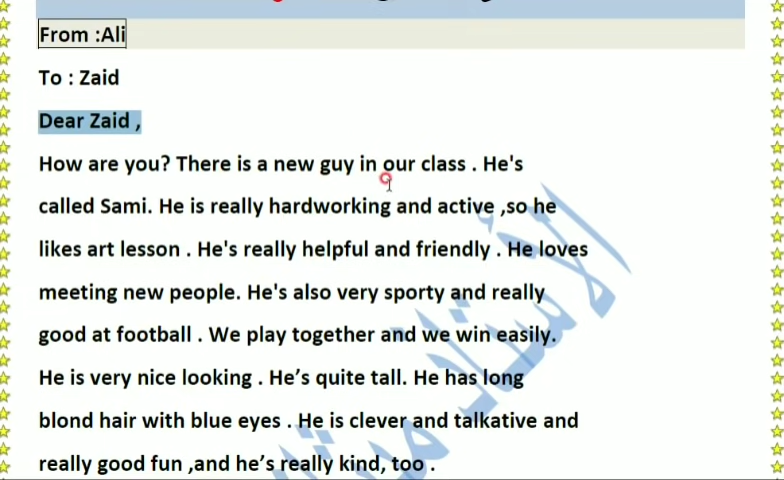 From :Ali
To : Zaid
Dear Zaid ,
How are you? There is a new guy in our class . He's
called Sami. He is really hardworking and active ,so he
likes art lesson . He's really helpful and friendly . He loves
meeting new people. He's also very sporty and really
good at football . We play together and we win easily.
He is very nice looking . He’s quite tall. He has long
blond hair with blue eyes . He is clever and talkative and
really good fun ,and he’s really kind, too .
الأستاذ